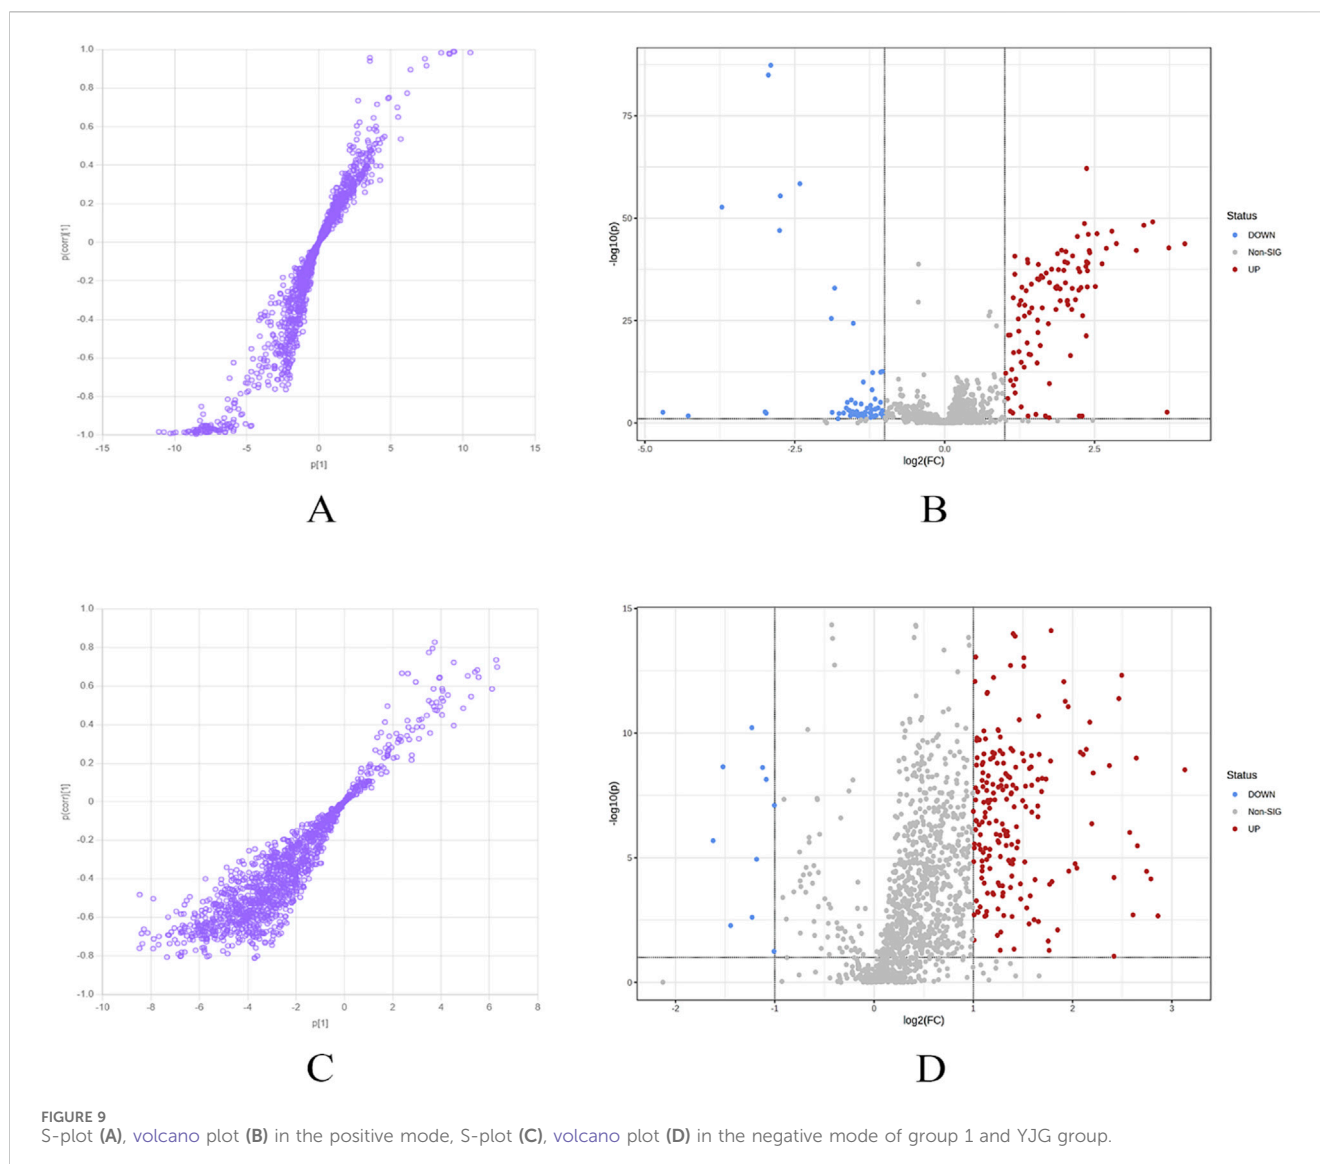 1.0
0.8
0.6
0.4
0.2
0
-0.2
-0.4
-0.6
-0.8
-1.0
-15
-10
-5
0
5
10
15
p(corr)[1]
p[1]
A
75
50
25
0
-5.0
-2.5
0.0
2.5
-log10(p)
log2(FC)
Status
DOWN
Non-SIG
UP
B
1.0
0.8
0.6
0.4
0.2
0
-0.2
-0.4
-0.6
-0.8
-1.0
-10
-8
-6
-4
-2
0
2
4
6
8
p(corr)[1]
p[1]
C
15
10
5
0
-2
-1
0
1
2
3
-log10(p)
log2(FC)
Status
DOWN
Non-SIG
UP
D
FIGURE 9
S-plot (A), volcano plot (B) in the positive mode, S-plot (C), volcano plot (D) in the negative mode of group 1 and YJG group.